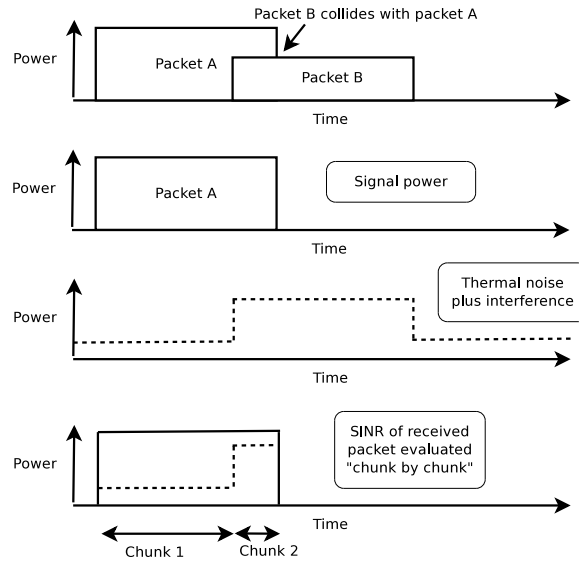 Packet B collides with packet A
Power
Packet A
Packet B
Time
Power
Packet A
Signal power
Time
Power
Thermal noise
plus interference
Time
Power
SINR of received
packet evaluated
"chunk by chunk"
Time
Chunk 1
Chunk 2